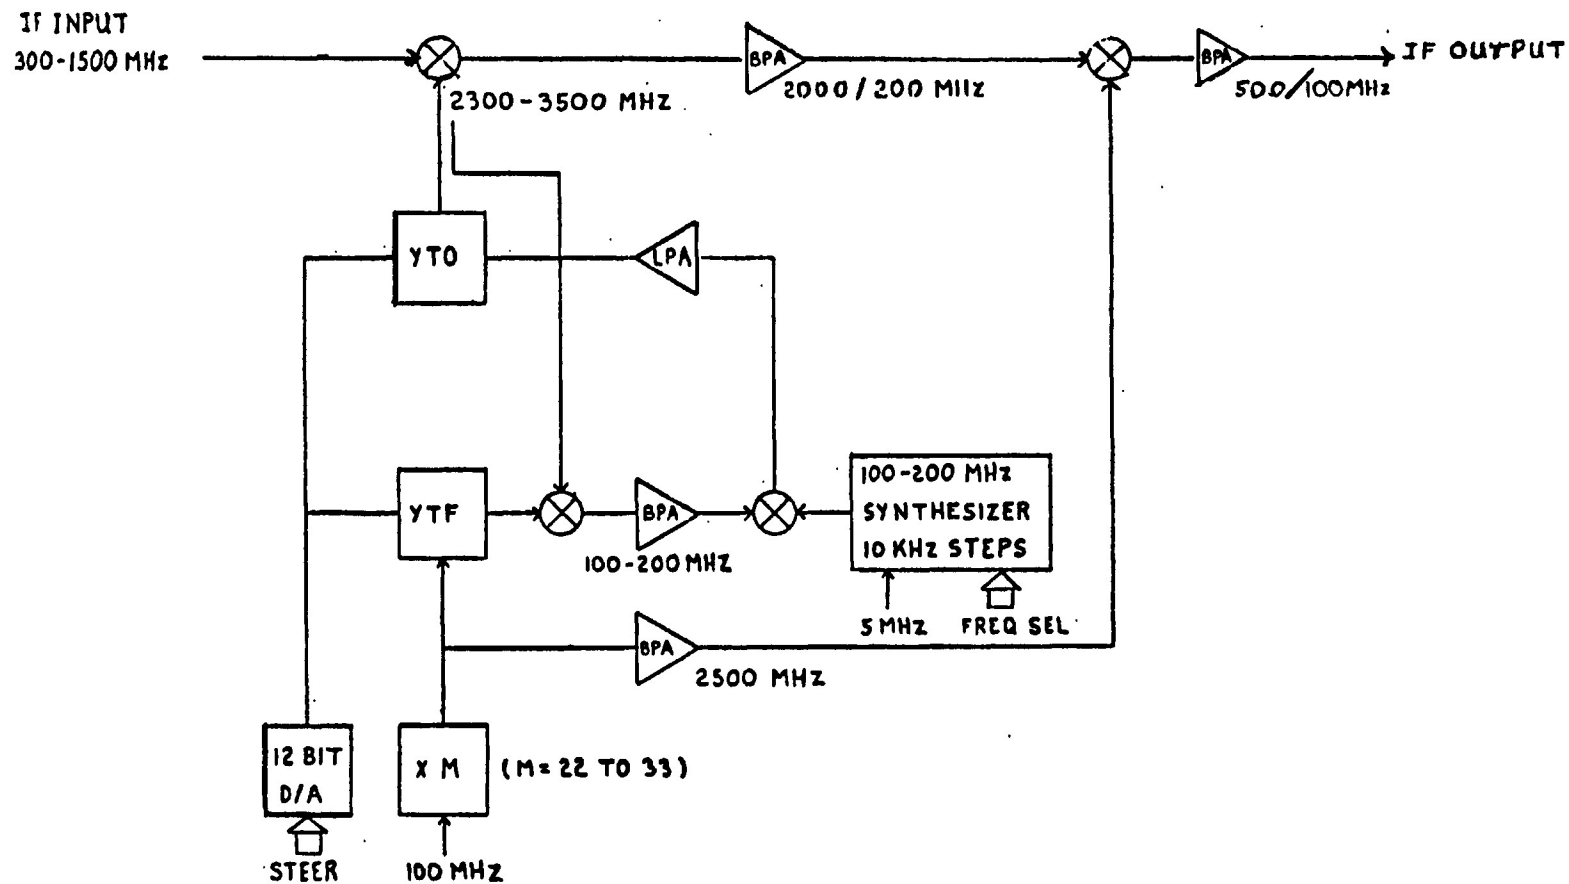 IF INPUT
300-1500 MHz
BPA
BPA
IF OUTPUT
2300-3500 MHZ
2000/200 MHz
500/100MHz
YTO
LPA
YTF
BPA
100-200 MHZ
100-200 MHz
SYNTHESIZER
10 KHz STEPS
5 MHZ
FREQ SEL
BPA
2500 MHZ
12 BIT
D/A
X M
(M= 22 TO 33)
STEER
100 MHZ